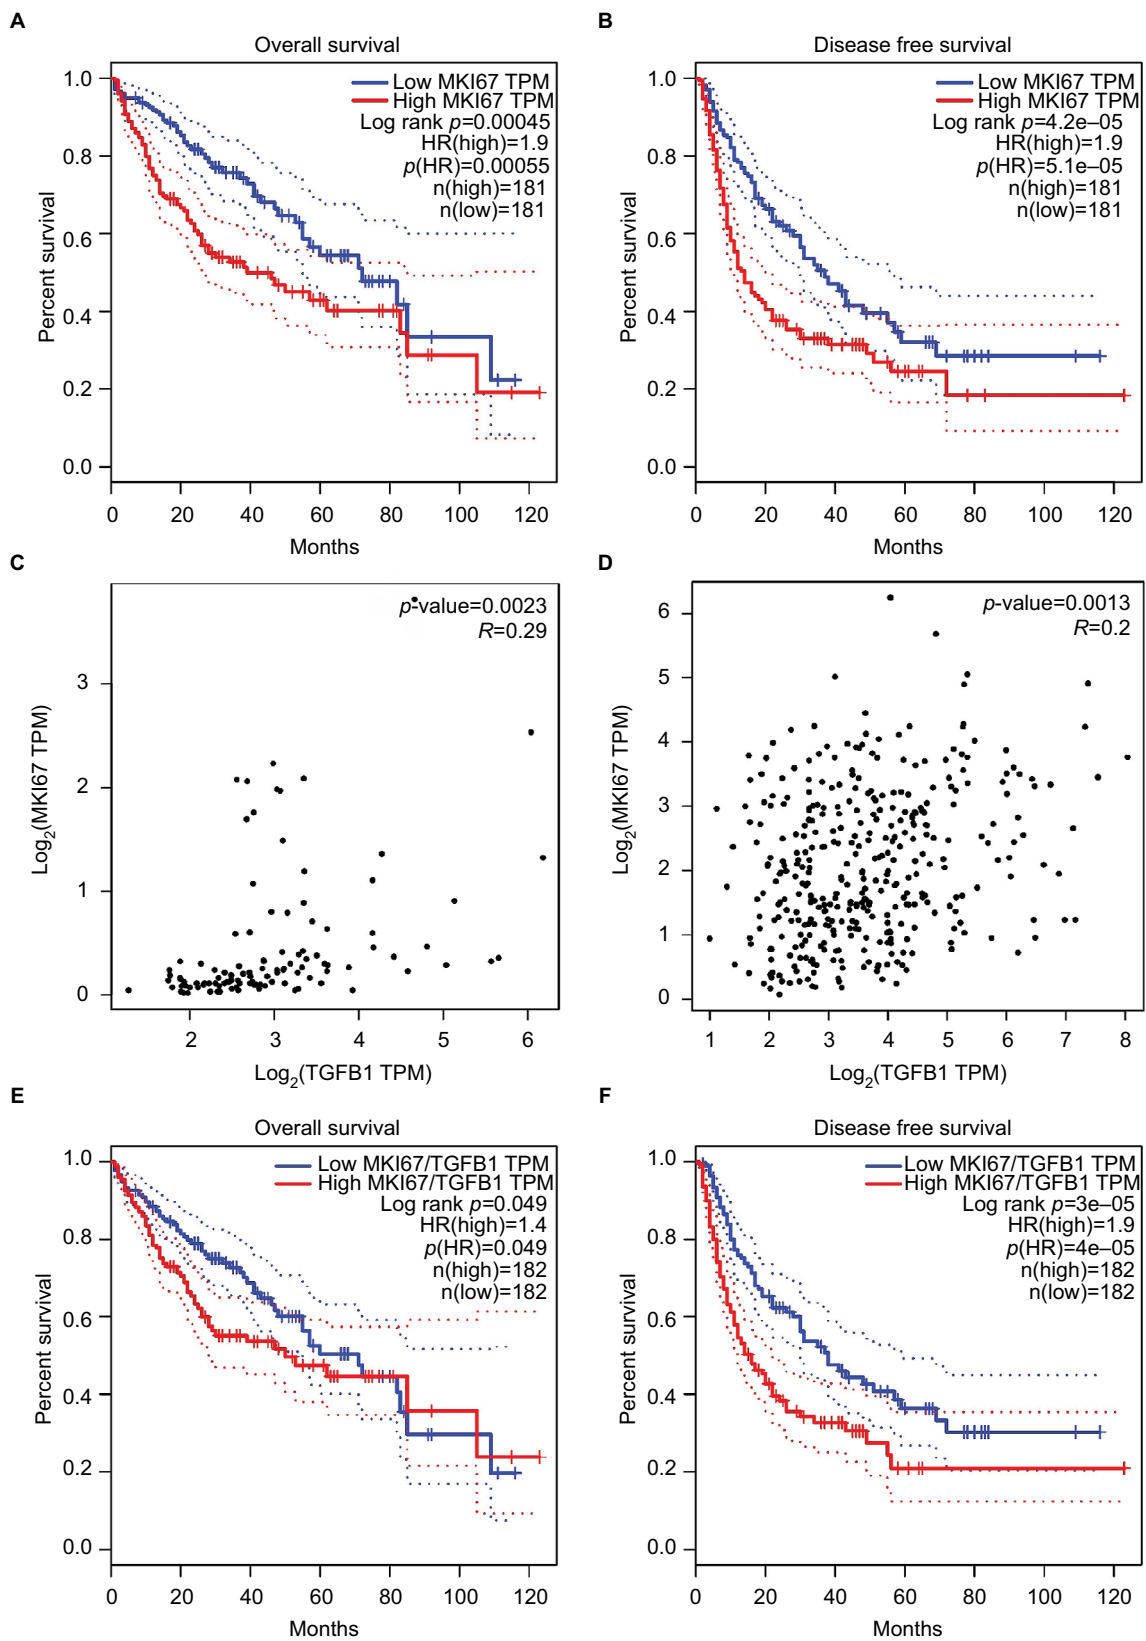 A
Overall survival
Low MKI67 TPM
High MKI67 TPM
Log rank p=0.00045
HR(high)=1.9
p(HR)=0.00055
n(high)=181
n(low)=181
Percent survival
1.0
0.8
0.6
0.4
0.2
0.0
0 20 40 60 80 100 120
Months
B
Disease free survival
Low MKI67 TPM
High MKI67 TPM
Log rank p=4.2e–05
HR(high)=1.9
p(HR)=5.1e–05
n(high)=181
n(low)=181
Percent survival
1.0
0.8
0.6
0.4
0.2
0.0
0 20 40 60 80 100 120
Months
C
p-value=0.0023
R=0.29
Log2(MKI67 TPM)
3
2
1
0
2 3 4 5 6
Log2(TGFB1 TPM)
D
p-value=0.0013
R=0.2
Log2(MKI67 TPM)
6
5
4
3
2
1
0
1 2 3 4 5 6 7 8
Log2(TGFB1 TPM)
E
Overall survival
Low MKI67/TGFB1 TPM
High MKI67/TGFB1 TPM
Log rank p=0.049
HR(high)=1.4
p(HR)=0.049
n(high)=182
n(low)=182
Percent survival
1.0
0.8
0.6
0.4
0.2
0.0
0 20 40 60 80 100 120
Months
F
Disease free survival
Low MKI67/TGFB1 TPM
High MKI67/TGFB1 TPM
Log rank p=3e–05
HR(high)=1.9
p(HR)=4e–05
n(high)=182
n(low)=182
Percent survival
1.0
0.8
0.6
0.4
0.2
0.0
0 20 40 60 80 100 120
Months